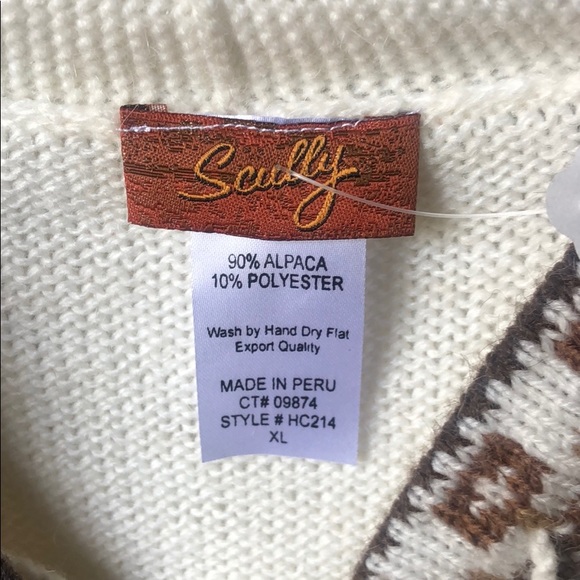 Scully
90% ALPACA
10% POLYESTER
Wash by Hand Dry Flat
Export Quality
MADE IN PERU
CT# 09874
STYLE # HC214
XL